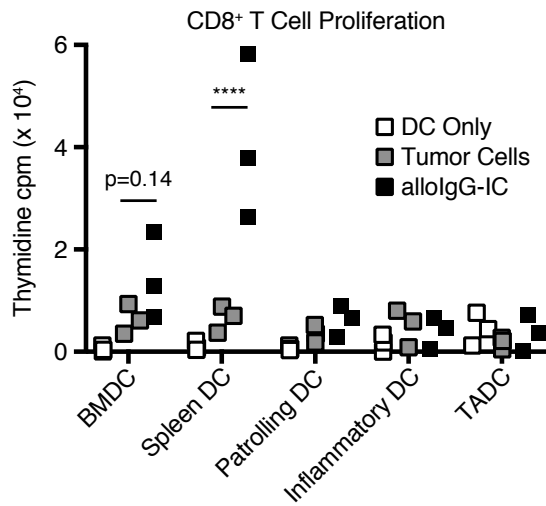 CD8⁺ T Cell Proliferation
Thymidine cpm (x 10⁴)
6
4
2
0
p=0.14
****
DC Only
Tumor Cells
alloIgG-IC
BMDC
Spleen DC
Patrolling DC
Inflammatory DC
TADC